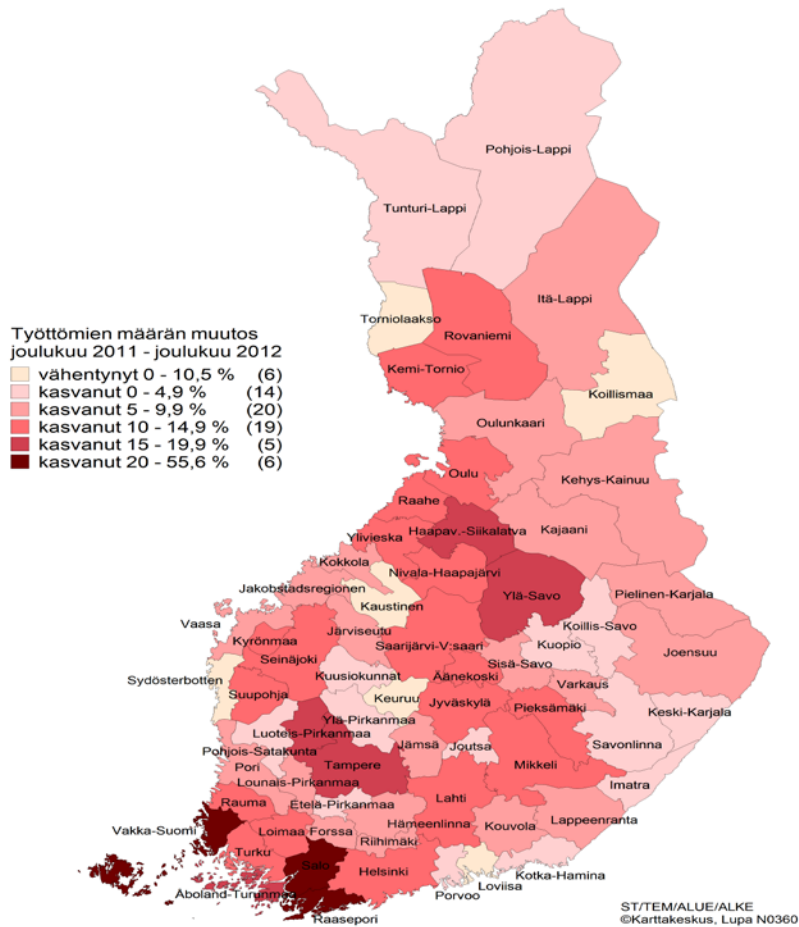 Pohjois-Lappi
Tunturi-Lappi
Itä-Lappi
Torniolaakso
Rovaniemi
Työttömien määrän muutos
joulukuu 2011 - joulukuu 2012
vähentynyt 0 - 10,5 % (6)
kasvanut 0 - 4,9 % (14)
kasvanut 5 - 9,9 % (20)
kasvanut 10 - 14,9 % (19)
kasvanut 15 - 19,9 % (5)
kasvanut 20 - 55,6 % (6)
Kemi-Tornio
Koillismaa
Oulunkaari
Oulu
Kehys-Kainuu
Raahe
Haapav.-Siikalatva
Kajaani
Ylivieska
Kokkola
Nivala-Haapajärvi
Jakobstadsregionen
Ylä-Savo
Pielinen-Karjala
Kaustinen
Vaasa
Koillis-Savo
Järviseutu
Kyrönmaa
Saarijärvi-V:saari
Kuopio
Joensuu
Seinäjoki
Sisä-Savo
Kuusiokunnat
Äänekoski
Sydösterbotten
Varkaus
Suupohja
Keuruu
Jyväskylä
Pieksämäki
Keski-Karjala
Ylä-Pirkanmaa
Luoteis-Pirkanmaa
Jämsä
Joutsa
Savonlinna
Pohjois-Satakunta
Tampere
Mikkeli
Pori
Lounais-Pirkanmaa
Imatra
Rauma
Etelä-Pirkanmaa
Lahti
Lappeenranta
Vakka-Suomi
Loimaa
Forssa
Hämeenlinna
Kouvola
Riihimäki
Turku
Salo
Helsinki
Kotka-Hamina
Loviisa
Porvoo
Åboland-Turunmaa
Raasepori
ST/TEM/ALUE/ALKE
©Karttakeskus, Lupa N0360